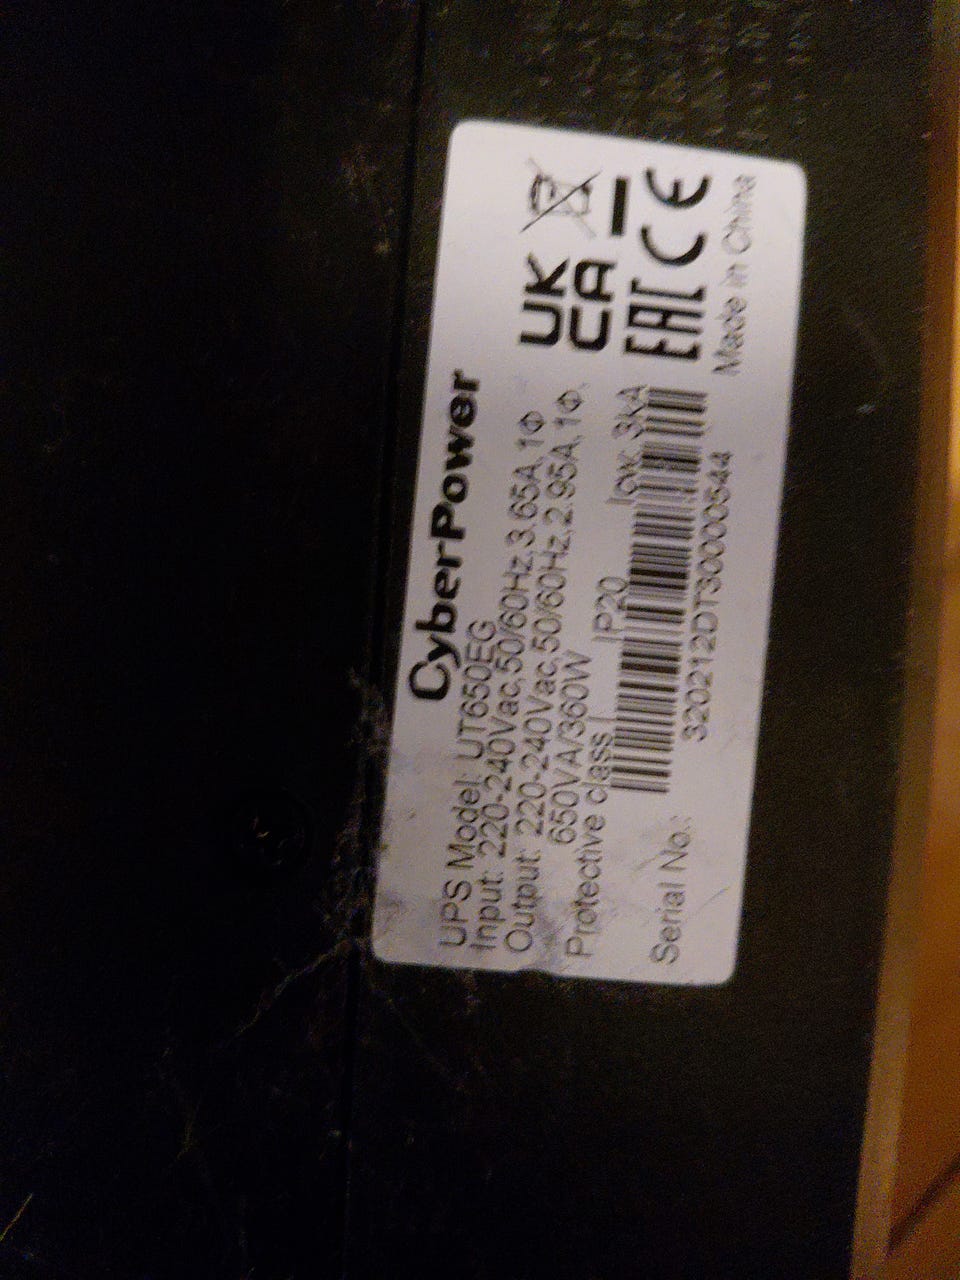 CyberPower
UPS Model: UT650EG
Input: 220-240Vac,50/60Hz,3.65A,1Φ
Output: 220-240Vac,50/60Hz,2.95A,1Φ,
650VA/360W
Protective class I IP20 Icw: 3kA
Serial No.:
320212DT30000544
UK
CA
EAC CE
Made in China